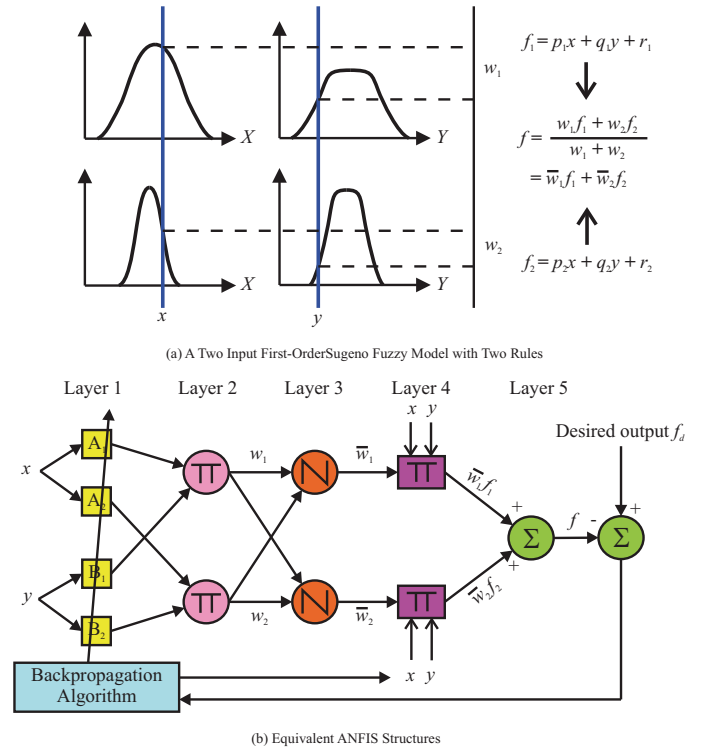 f₁=p₁x+q₁y+r₁
w₁
X
Y
f = (w₁f₁ + w₂f₂) / (w₁ + w₂)
= w̅₁f₁ + w̅₂f₂
w₂
f₂=p₂x+q₂y+r₂
X
Y
x
y
(a) A Two Input First-OrderSugeno Fuzzy Model with Two Rules
Layer 1 Layer 2 Layer 3 Layer 4 Layer 5
x y
Desired output f_d
A₁
x
A₂
Π
w₁
N
w̅₁
Π
w̅₁f₁
+
+
Σ
f
-
+
Σ
B₁
y
B₂
Π
w₂
N
w̅₂
Π
w̅₂f₂
x y
Backpropagation
Algorithm
(b) Equivalent ANFIS Structures